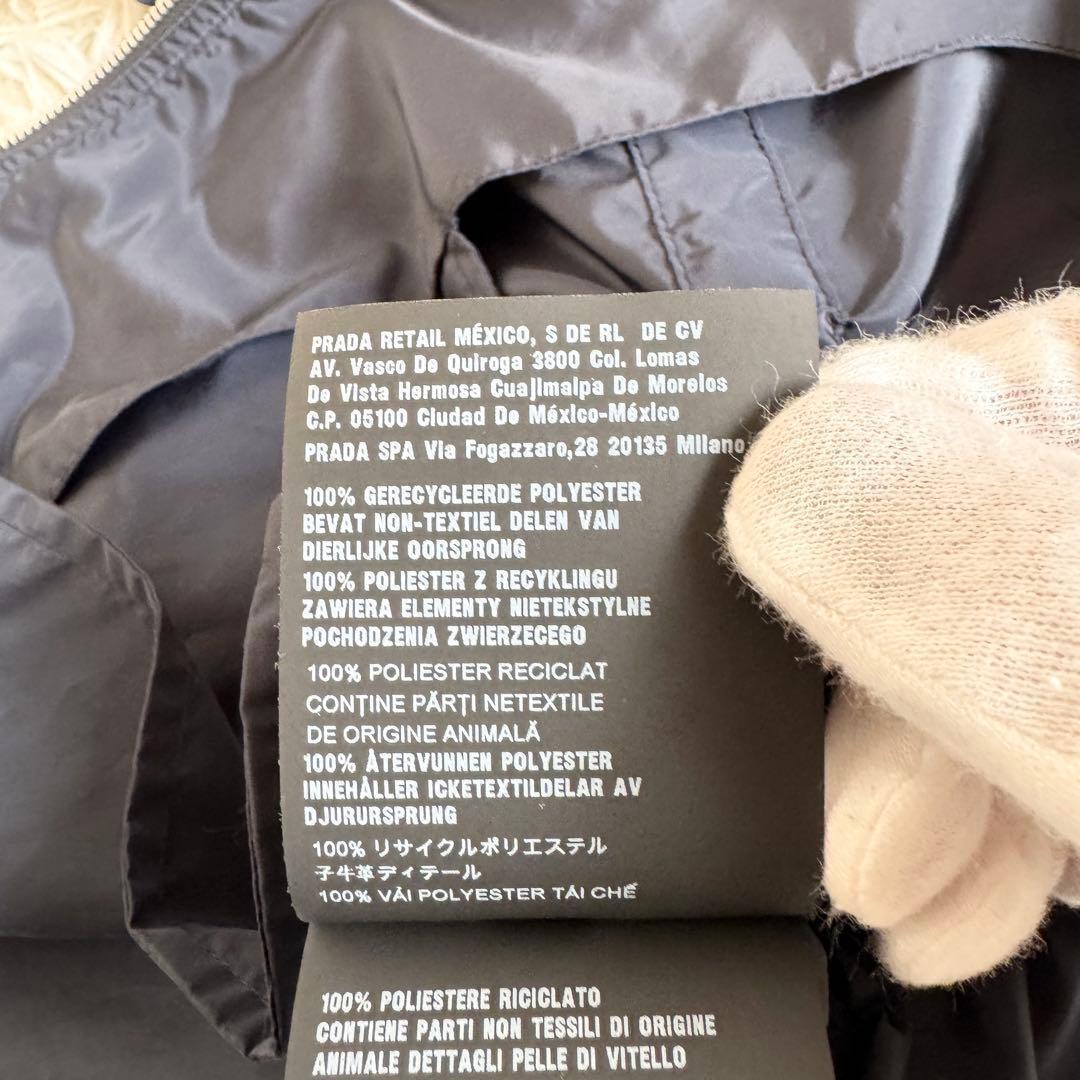 PRADA RETAIL MÉXICO, S DE RL DE CV
AV. Vasco De Quiroga 3800 Col. Lomas
De Vista Hermosa Cuajimalpa De Morelos
C.P. 05100 Ciudad De México-México
PRADA SPA Via Fogazzaro,28 20135 Milano
100% GERECYCLEERDE POLYESTER
BEVAT NON-TEXTIEL DELEN VAN
DIERLIJKE OORSPRONG
100% POLIESTER Z RECYKLINGU
ZAWIERA ELEMENTY NIETEKSTYLNE
POCHODZENIA ZWIERZECEGO
100% POLIESTER RECICLAT
CONȚINE PĂRȚI NETEXTILE
DE ORIGINE ANIMALĂ
100% ÅTERVUNNEN POLYESTER
INNEHÅLLER ICKETEXTILDELAR AV
DJURURSPRUNG
100% リサイクルポリエステル
子牛革ディテール
100% VẢI POLYESTER TÁI CHẾ
100% POLIESTERE RICICLATO
CONTIENE PARTI NON TESSILI DI ORIGINE
ANIMALE DETTAGLI PELLE DI VITELLO